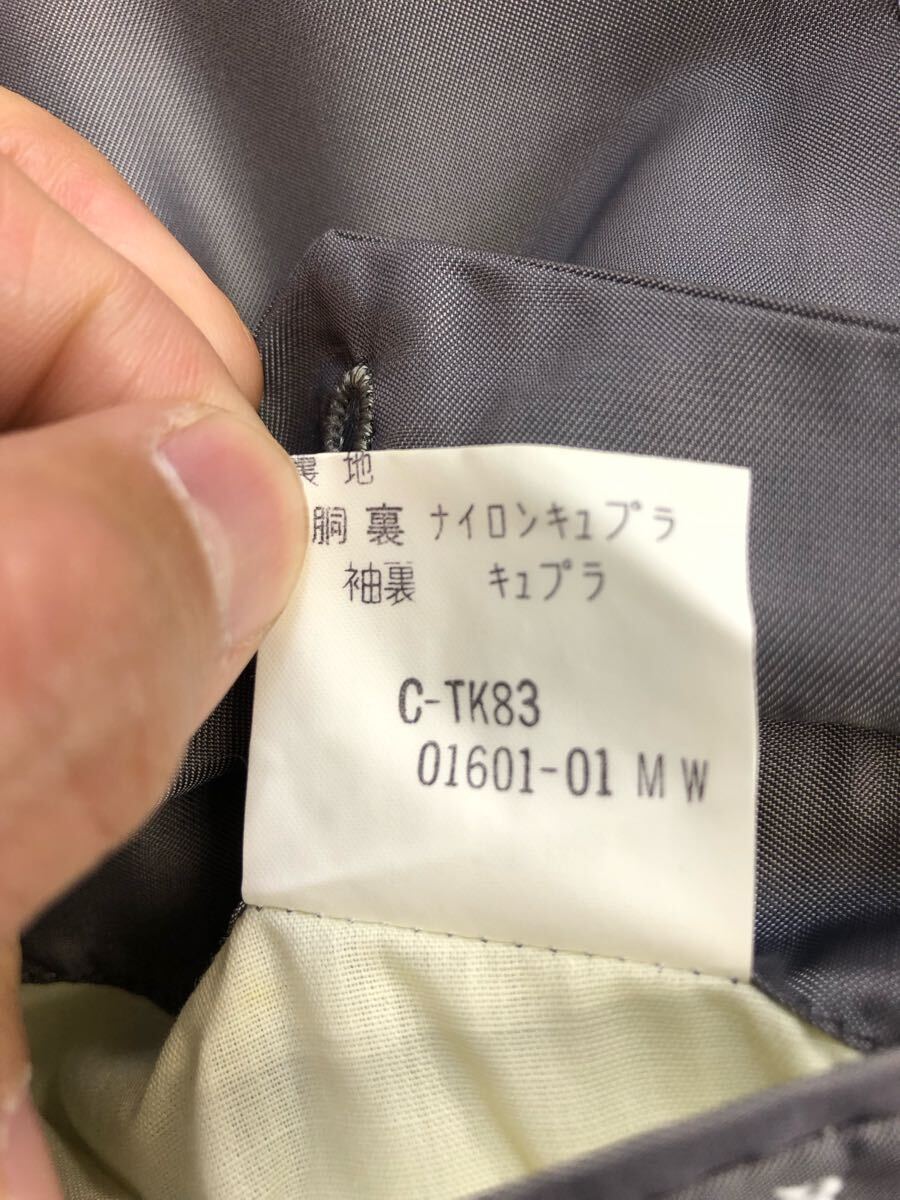 裏地
胴裏 ナイロンキュプラ
袖裏 キュプラ
C-TK83
01601-01 M W